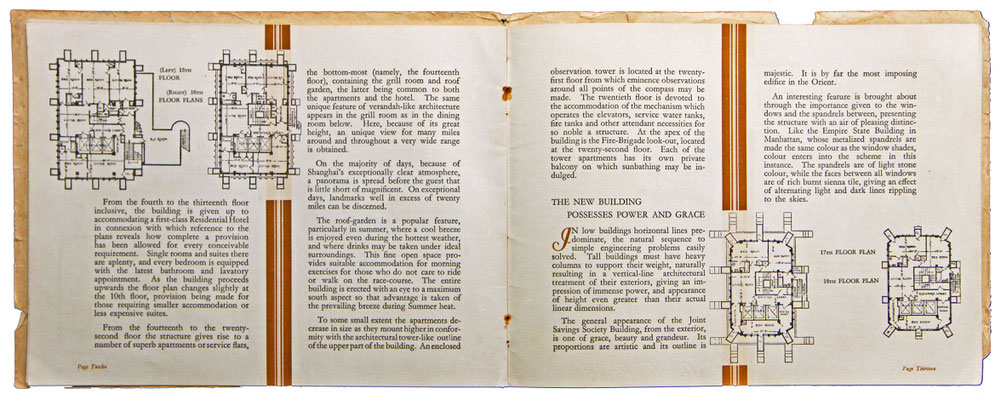 (Left) 13th
Floor
(Right) 16th
Floor Plans
From the fourth to the thirteenth floor
inclusive, the building is given up to
accommodating a first-class Residential Hotel
in connexion with which reference to the
plans reveals how complete a provision
has been allowed for every conceivable
requirement. Single rooms and suites there
are plenty, and every bedroom is equipped
with the latest bathroom and lavatory
appointment. As the building proceeds
upwards the floor plan changes slightly at
the 10th floor, provision being made for
those requiring smaller accommodation or
less expensive suites.
From the fourteenth to the twenty-
second floor the structure gives rise to a
number of superb apartments or service flats,
Page Twelve
the bottom-most (namely, the fourteenth
floor), containing the grill room and roof
garden, the latter being common to both
the apartments and the hotel. The same
unique feature of verandah-like architecture
appears in the grill room as in the dining
room below. Here, because of its great
height, an unique view for many miles
around and throughout a very wide range
is obtained.
On the majority of days, because of
Shanghai's exceptionally clear atmosphere,
a panorama is spread before the guest that
is little short of magnificent. On exceptional
days, landmarks well in excess of twenty
miles can be discerned.
The roof-garden is a popular feature,
particularly in summer, where a cool breeze
is enjoyed even during the hottest weather,
and where drinks may be taken under ideal
surroundings. This fine open space pro-
vides suitable accommodation for morning
exercises for those who do not care to ride
or walk on the race-course. The entire
building is erected with an eye to a maximum
south aspect so that advantage is taken of
the prevailing breeze during Summer heat.
To some small extent the apartments de-
crease in size as they mount higher in confor-
mity with the architectural tower-like outline
of the upper part of the building. An enclosed
observation tower is located at the twenty-
first floor from which eminence observations
around all points of the compass may be
made. The twentieth floor is devoted to
the accommodation of the mechanism which
operates the elevators, service water tanks,
fire tanks and other attendant necessities for
so noble a structure. At the apex of the
building is the Fire-Brigade look-out, located
at the twenty-second floor. Each of the
tower apartments has its own private
balcony on which sunbathing may be in-
dulged.
THE NEW BUILDING
POSSESSES POWER AND GRACE
IN low buildings horizontal lines pre-
dominate, the natural sequence to
simple engineering problems easily
solved. Tall buildings must have heavy
columns to support their weight, naturally
resulting in a vertical-line architectural
treatment of their exteriors, giving an im-
pression of immense power, and appearance
of height even greater than their actual
linear dimensions.
The general appearance of the Joint
Savings Society Building, from the exterior,
is one of grace, beauty and grandeur. Its
proportions are artistic and its outline is
majestic. It is by far the most imposing
edifice in the Orient.
An interesting feature is brought about
through the importance given to the win-
dows and the spandrels between, presenting
the structure with an air of pleasing distinc-
tion. Like the Empire State Building in
Manhattan, whose metalized spandrels are
made the same colour as the window shades,
colour enters into the scheme in this
instance. The spandrels are of light stone
colour, while the faces between all windows
are of rich burnt sienna tile, giving an effect
of alternating light and dark lines rippling
to the skies.
17th Floor Plan
18th Floor Plan
Page Thirteen